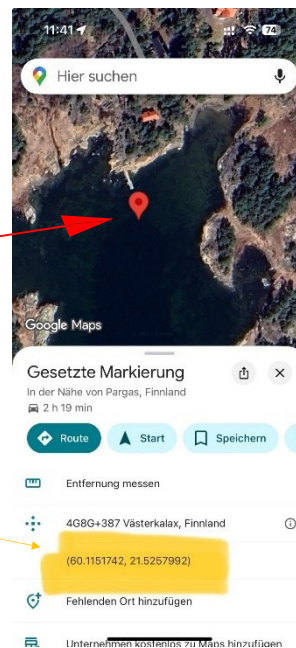 11:41
74
Hier suchen
Google Maps
Gesetzte Markierung
In der Nähe von Pargas, Finnland
2 h 19 min
Route Start Speichern
Entfernung messen
4G8G+387 Västerkalax, Finnland
(60.1151742, 21.5257992)
Fehlenden Ort hinzufügen
Unternehmen kostenlos zu Maps hinzufügen